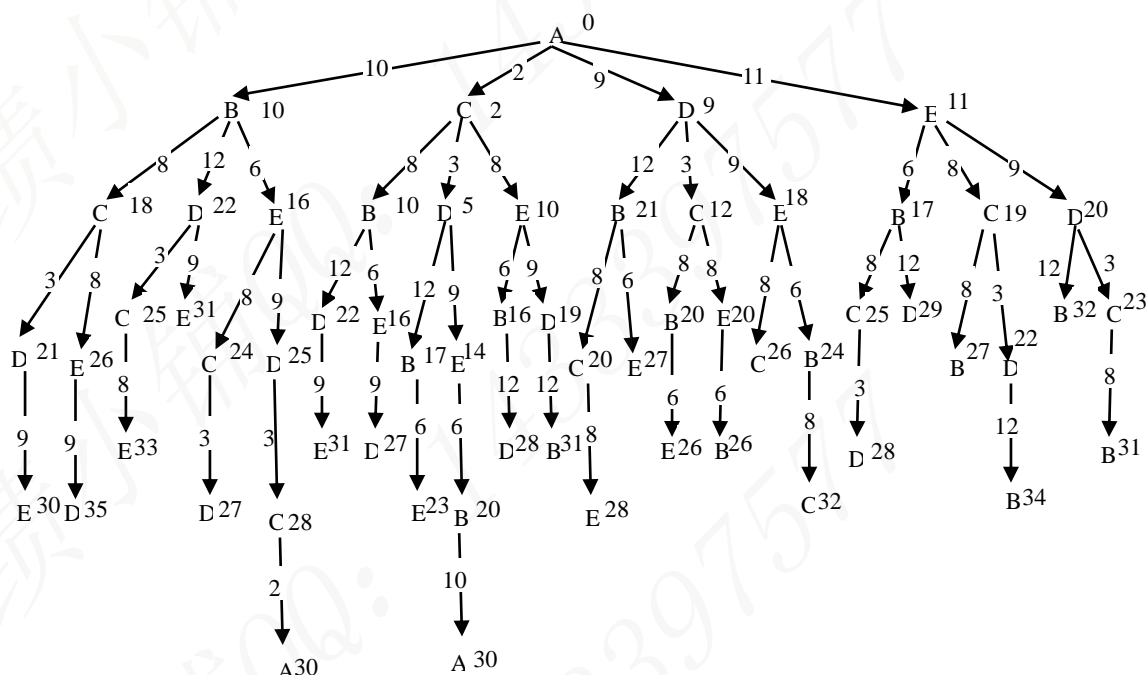 A 0
10 2 9 11
B 10 C 2 D 9 E 11
8 12 6 8 3 8 12 3 9 6 8 9
C 18 D 22 E 16 B 10 D 5 E 10 B 21 C 12 E 18 B 17 C 19 D 20
3 8 3 9 8 9 12 6 12 9 6 9 8 6 8 8 8 6 8 12 8 3 12 3
C 25 E 31 D 22 E 16 B 16 D 19 B 20 E 20 C 25 D 29 B 32 C 23
D 21 E 26 C 24 D 25 B 17 E 14 C 20 E 27 C 26 B 24 B 27 D 22
9 9 8 3 3 9 9 6 6 12 12 8 6 6 8 3 12 8
E 33 E 31 D 27 D 28 B 31 E 26 B 26 D 28 B 31
E 30 D 35 D 27 C 28 E 23 B 20 E 28 C 32 B 34
2 10
A 30 A 30